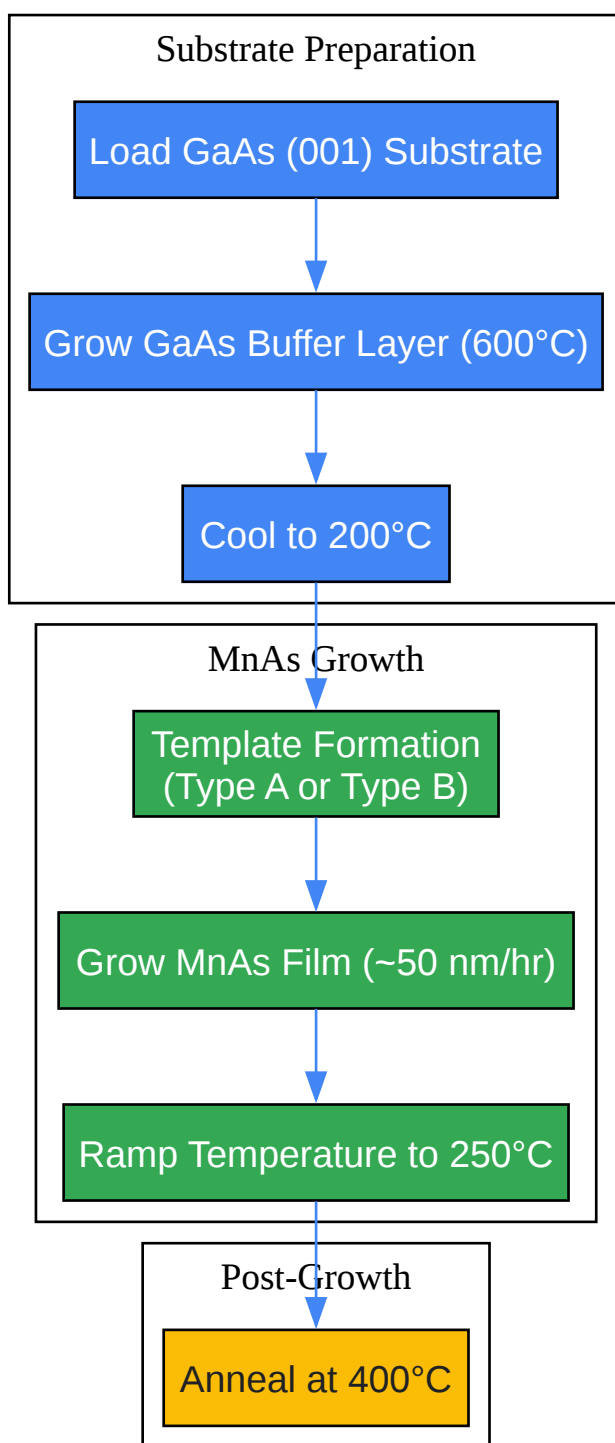 Substrate Preparation
Load GaAs (001) Substrate
Grow GaAs Buffer Layer (600°C)
Cool to 200°C
MnAs Growth
Template Formation
(Type A or Type B)
Grow MnAs Film (~50 nm/hr)
Ramp Temperature to 250°C
Post-Growth
Anneal at 400°C